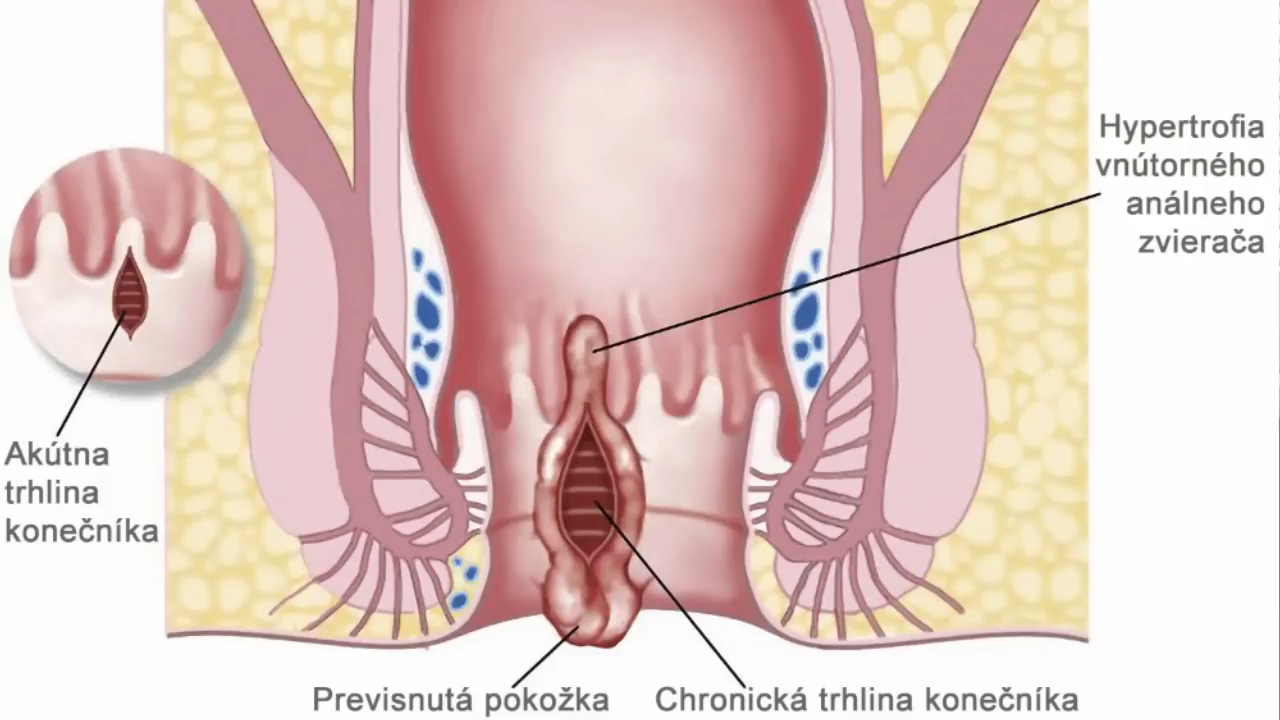 Hypertrofia
vnútorného
análneho
zvierača
Akútna
trhlina
konečníka
Previsnutá pokožka
Chronická trhlina konečníka